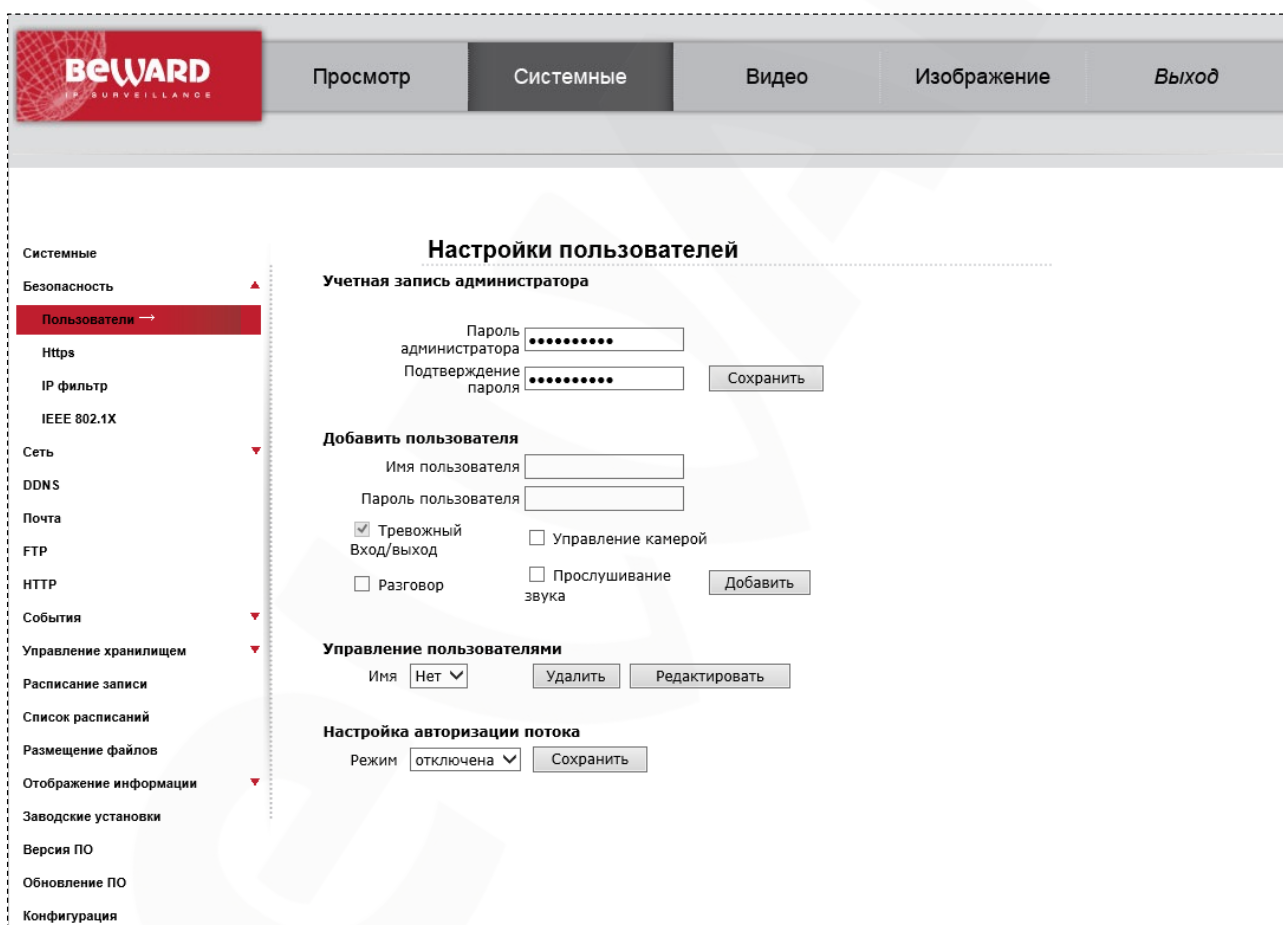 BEWARD
IP SURVEILLANCE
Просмотр
Системные
Видео
Изображение
Выход
Системные
Безопасность
Пользователи →
Https
IP фильтр
IEEE 802.1X
Сеть
DDNS
Почта
FTP
HTTP
События
Управление хранилищем
Расписание записи
Список расписаний
Размещение файлов
Отображение информации
Заводские установки
Версия ПО
Обновление ПО
Конфигурация
Настройки пользователей
Учетная запись администратора
Пароль
администратора
Подтверждение
пароля
Сохранить
Добавить пользователя
Имя пользователя
Пароль пользователя
Тревожный
Вход/выход
Управление камерой
Разговор
Прослушивание
звука
Добавить
Управление пользователями
Имя Нет Удалить Редактировать
Настройка авторизации потока
Режим отключена Сохранить